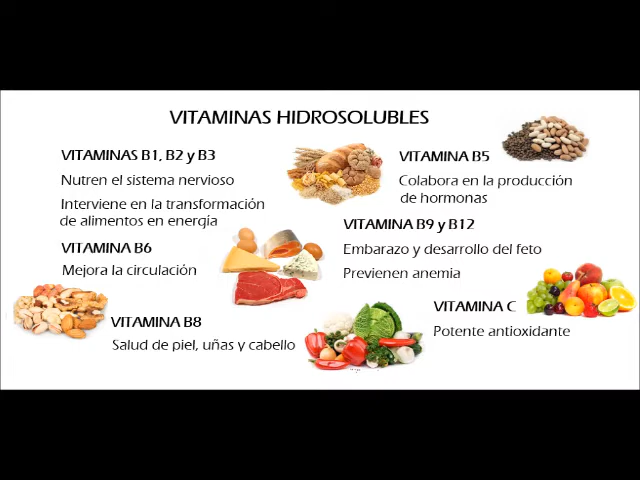 VITAMINAS HIDROSOLUBLES
VITAMINAS B1, B2 y B3
Nutren el sistema nervioso
Interviene en la transformación
de alimentos en energía
VITAMINA B6
Mejora la circulación
VITAMINA B8
Salud de piel, uñas y cabello
VITAMINA B5
Colabora en la producción
de hormonas
VITAMINA B9 y B12
Embarazo y desarrollo del feto
Previenen anemia
VITAMINA C
Potente antioxidante